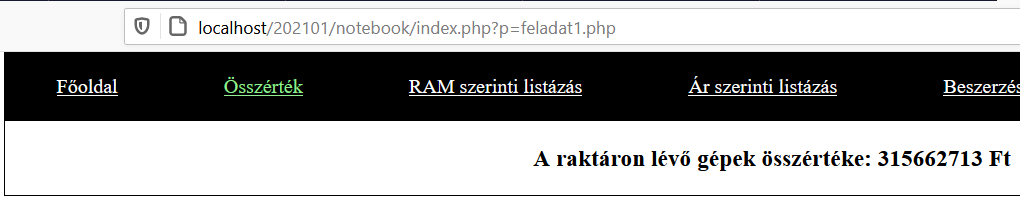 localhost/202101/notebook/index.php?p=feladat1.php
Főoldal Összérték RAM szerinti listázás Ár szerinti listázás
A raktáron lévő gépek összértéke: 315662713 Ft